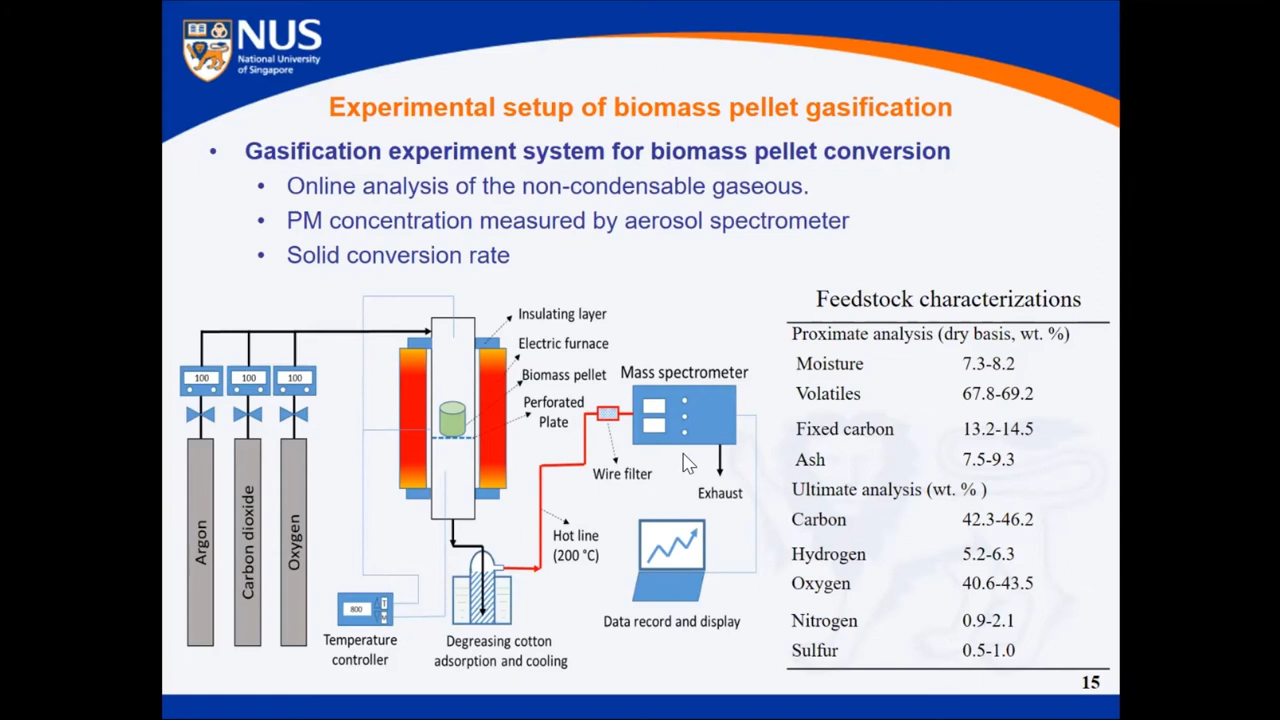 NUS
National University
of Singapore
Experimental setup of biomass pellet gasification
• Gasification experiment system for biomass pellet conversion
• Online analysis of the non-condensable gaseous.
• PM concentration measured by aerosol spectrometer
• Solid conversion rate
100
100
100
Argon
Carbon dioxide
Oxygen
Insulating layer
Electric furnace
Biomass pellet
Perforated
Plate
Mass spectrometer
Wire filter
Exhaust
Hot line
(200 °C)
800
Temperature
controller
Degreasing cotton
adsorption and cooling
Data record and display
Feedstock characterizations
Proximate analysis (dry basis, wt. %)
Moisture 7.3-8.2
Volatiles 67.8-69.2
Fixed carbon 13.2-14.5
Ash 7.5-9.3
Ultimate analysis (wt. % )
Carbon 42.3-46.2
Hydrogen 5.2-6.3
Oxygen 40.6-43.5
Nitrogen 0.9-2.1
Sulfur 0.5-1.0
15